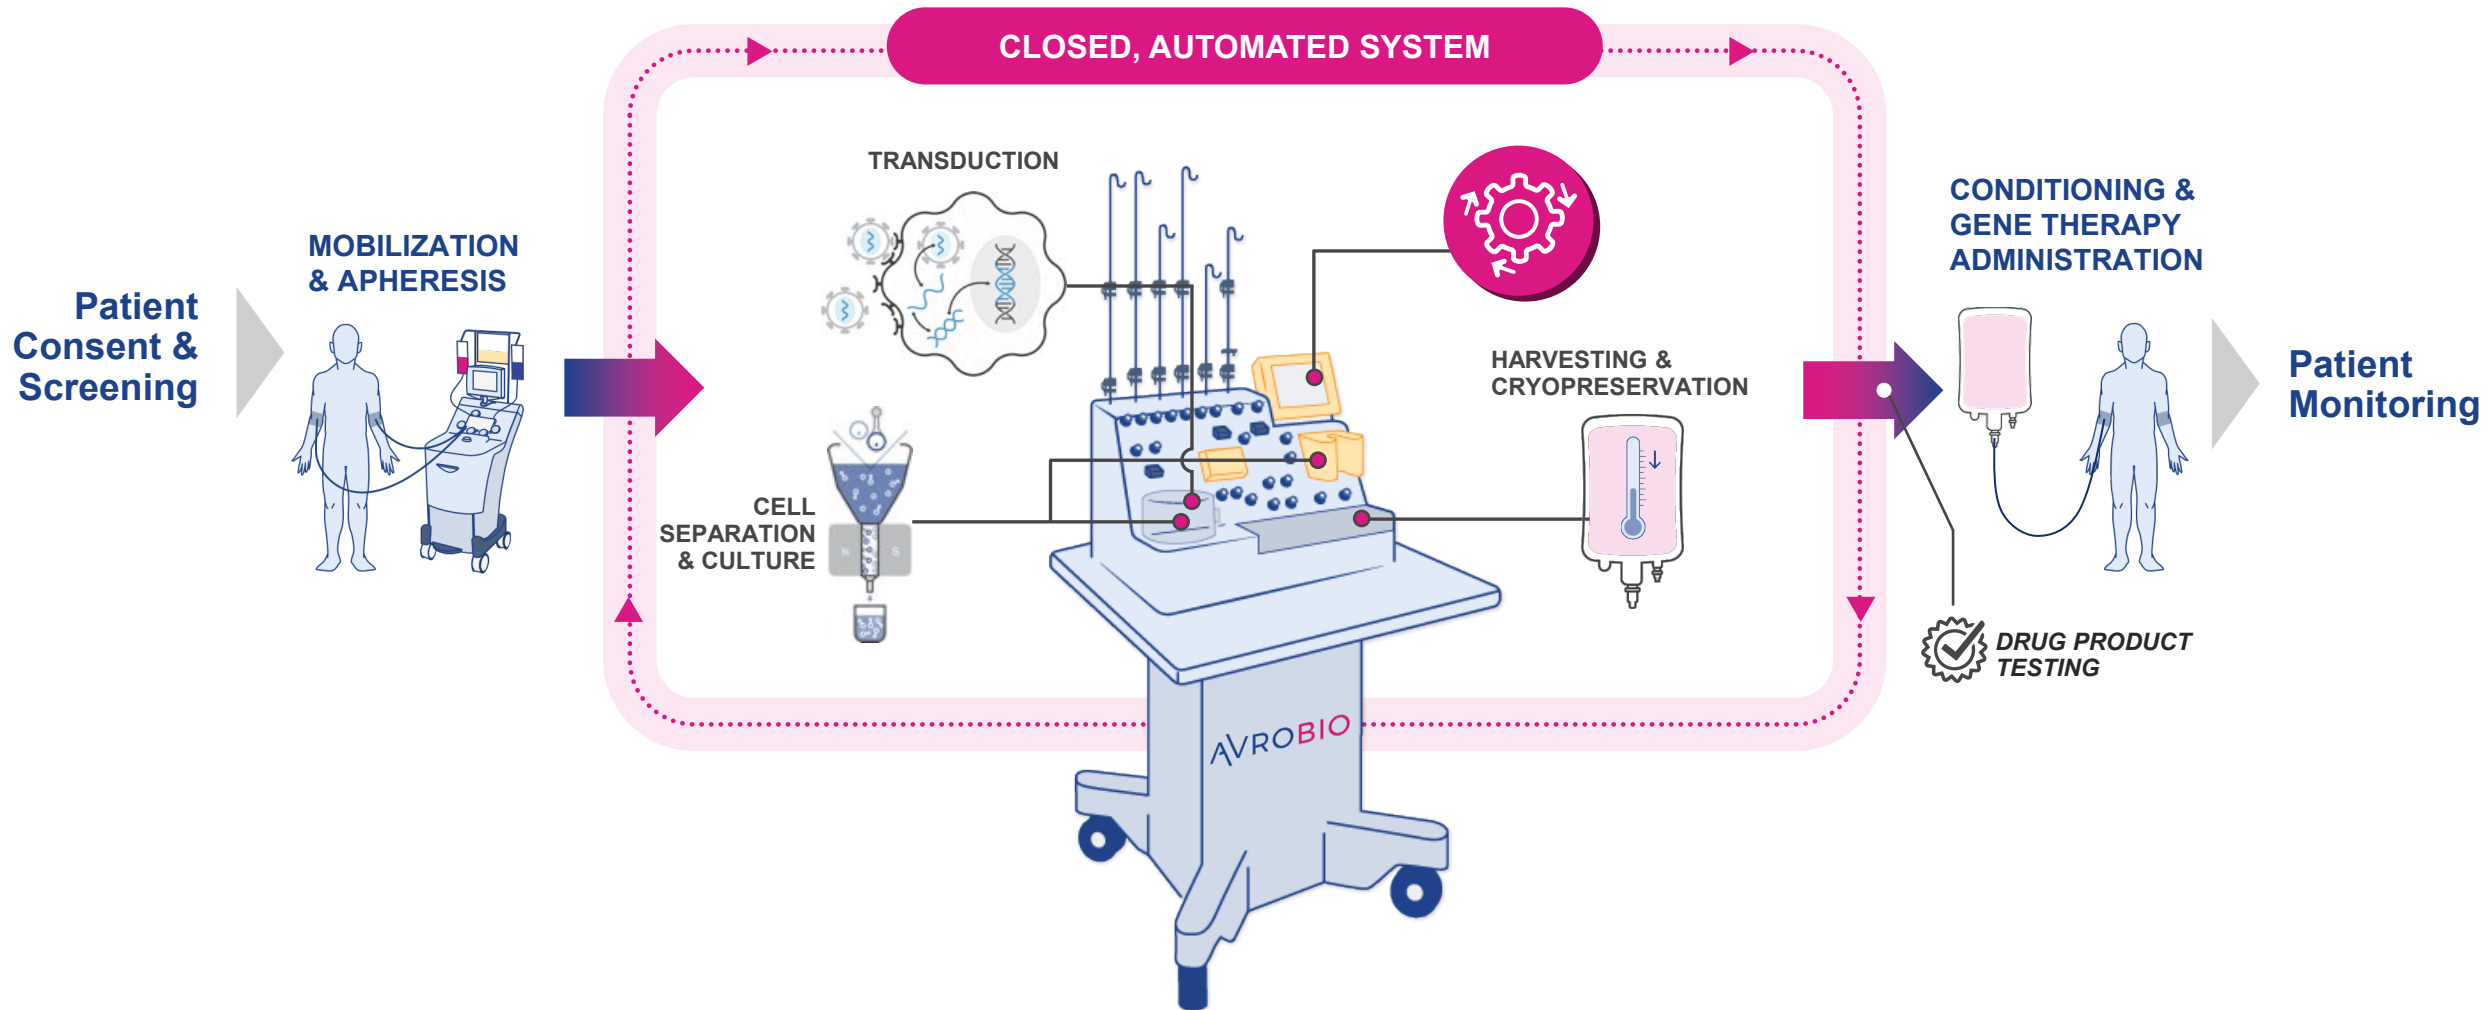 CLOSED, AUTOMATED SYSTEM
Patient
Consent &
Screening
MOBILIZATION
& APHERESIS
TRANSDUCTION
CELL
SEPARATION
& CULTURE
N S
HARVESTING &
CRYOPRESERVATION
AVROBIO
CONDITIONING &
GENE THERAPY
ADMINISTRATION
DRUG PRODUCT
TESTING
Patient
Monitoring